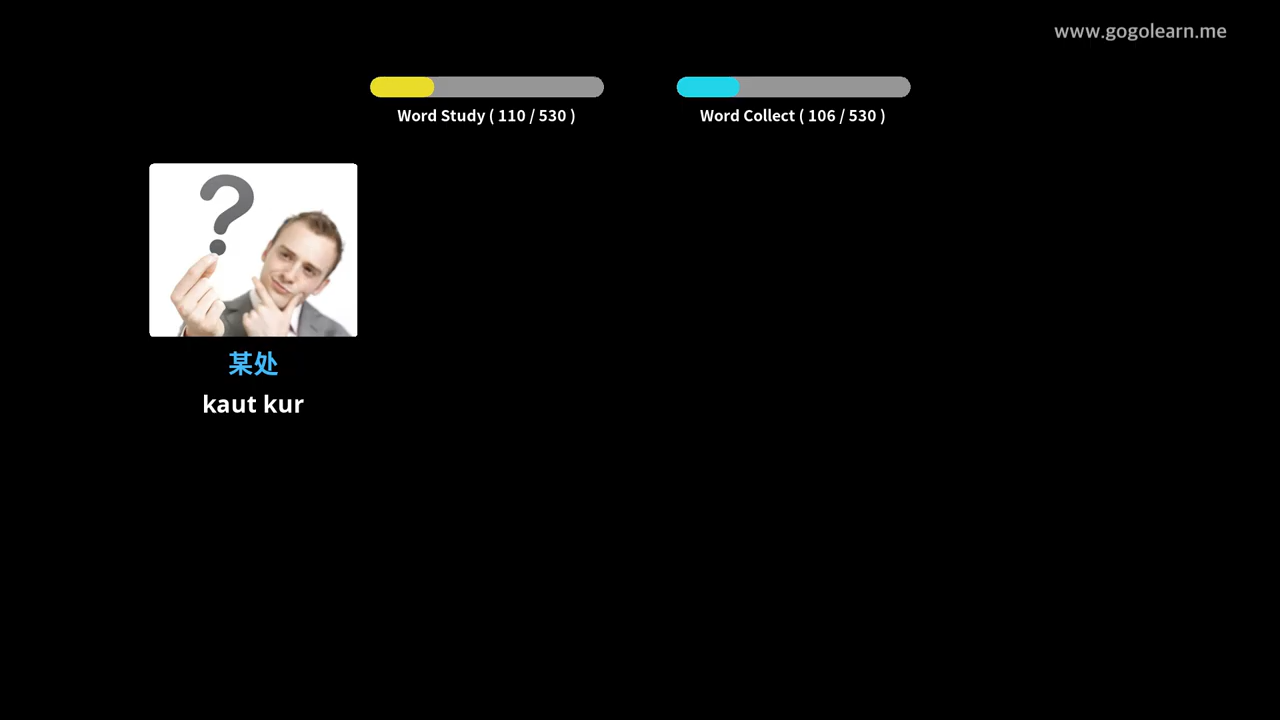 www.gogolearn.me
Word Study ( 110 / 530 )
Word Collect ( 106 / 530 )
?
某处
kaut kur